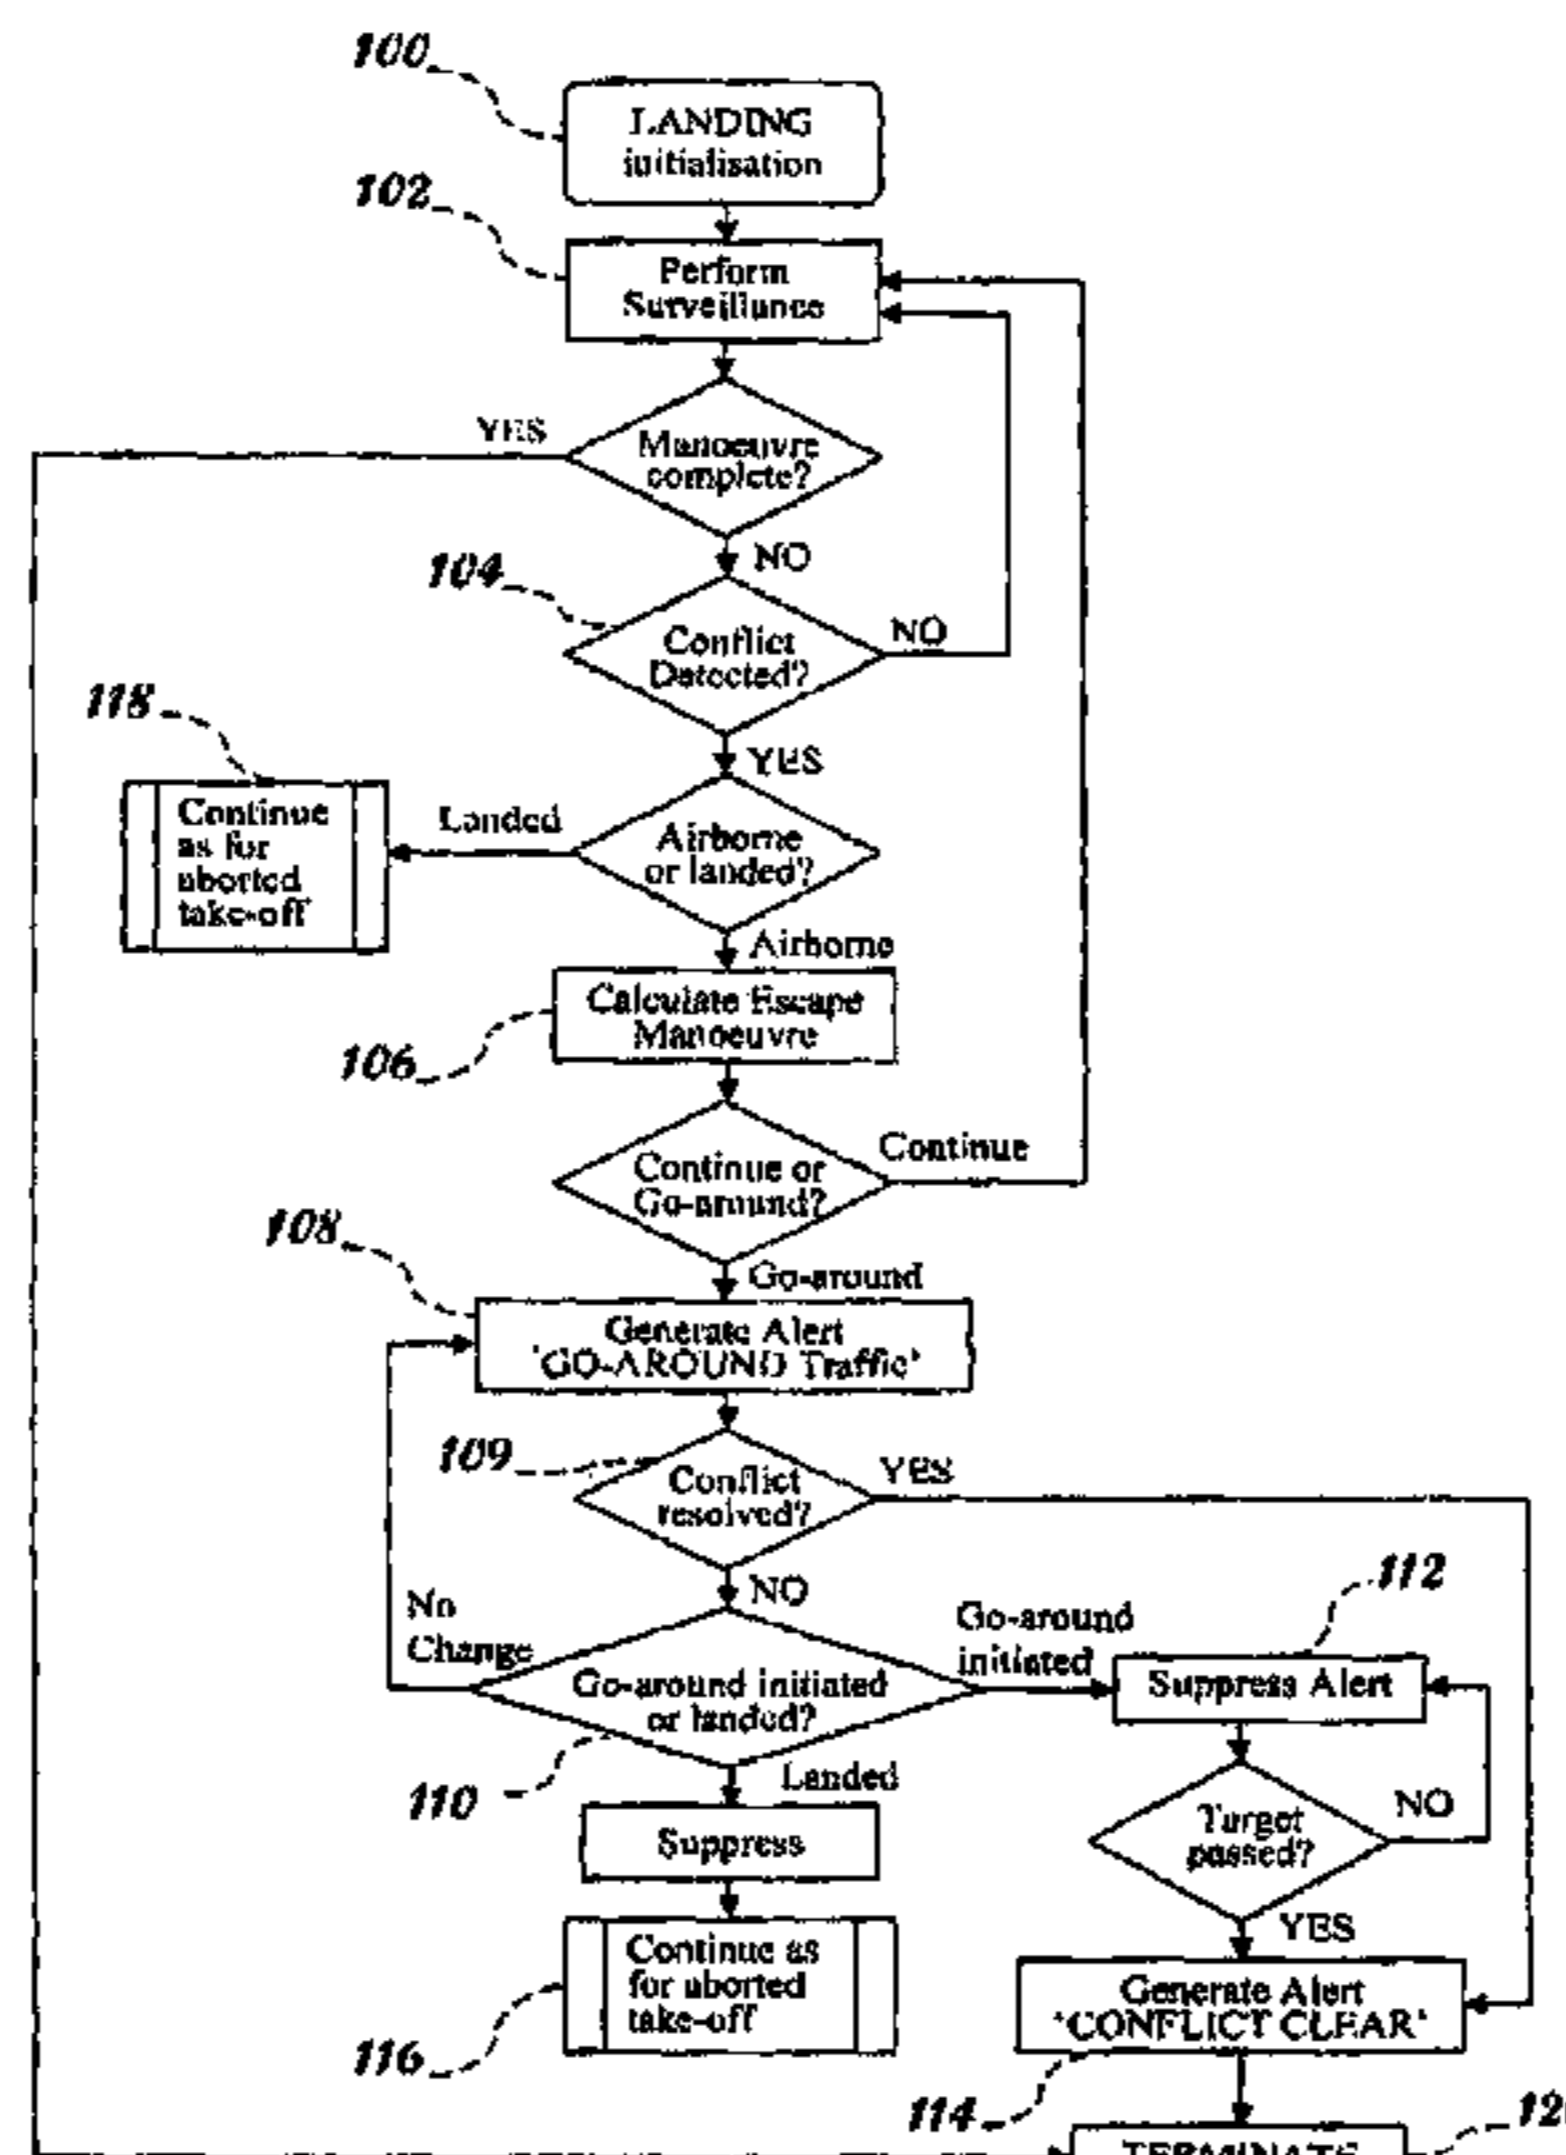 100
LANDING
initialisation
102
Perform
Surveillance
YES
Manoeuvre
complete?
NO
104
Conflict
Detected?
NO
118
YES
Continue
as for
aborted
take-off
Landed
Airborne
or landed?
Airborne
Calculate Escape
Manoeuvre
106
Continue or
Go-around?
Continue
108
Go-around
Generate Alert
'GO-AROUND Traffic'
109
Conflict
resolved?
YES
NO
112
No
Change
Go-around
initiated
Go-around initiated
or landed?
Suppress Alert
110
Landed
Suppress
Target
passed?
NO
YES
Continue as
for aborted
take-off
Generate Alert
'CONFLICT CLEAR'
116
114
TERMINATE